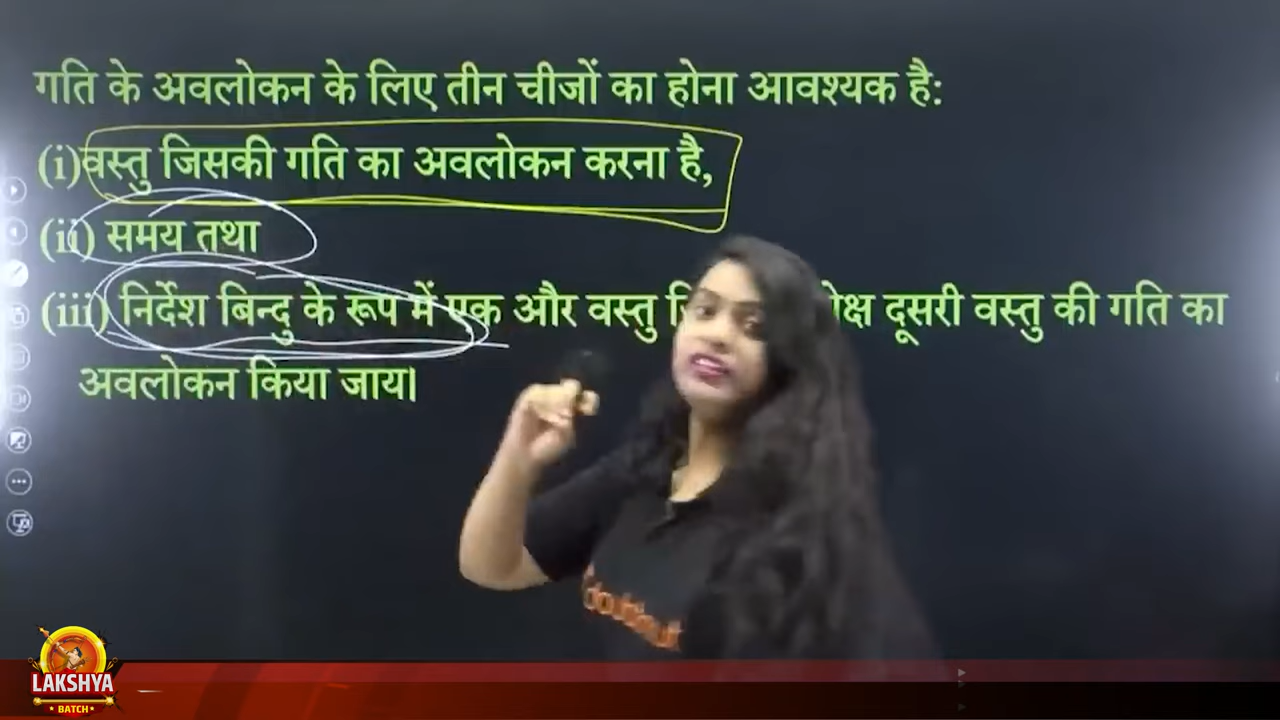 गति के अवलोकन के लिए तीन चीजों का होना आवश्यक है:
(i)वस्तु जिसकी गति का अवलोकन करना है,
(ii) समय तथा
(iii) निर्देश बिन्दु के रूप में एक और वस्तु दूसरी वस्तु की गति का
अवलोकन किया जाय।
doubtnut
LAKSHYA
BATCH